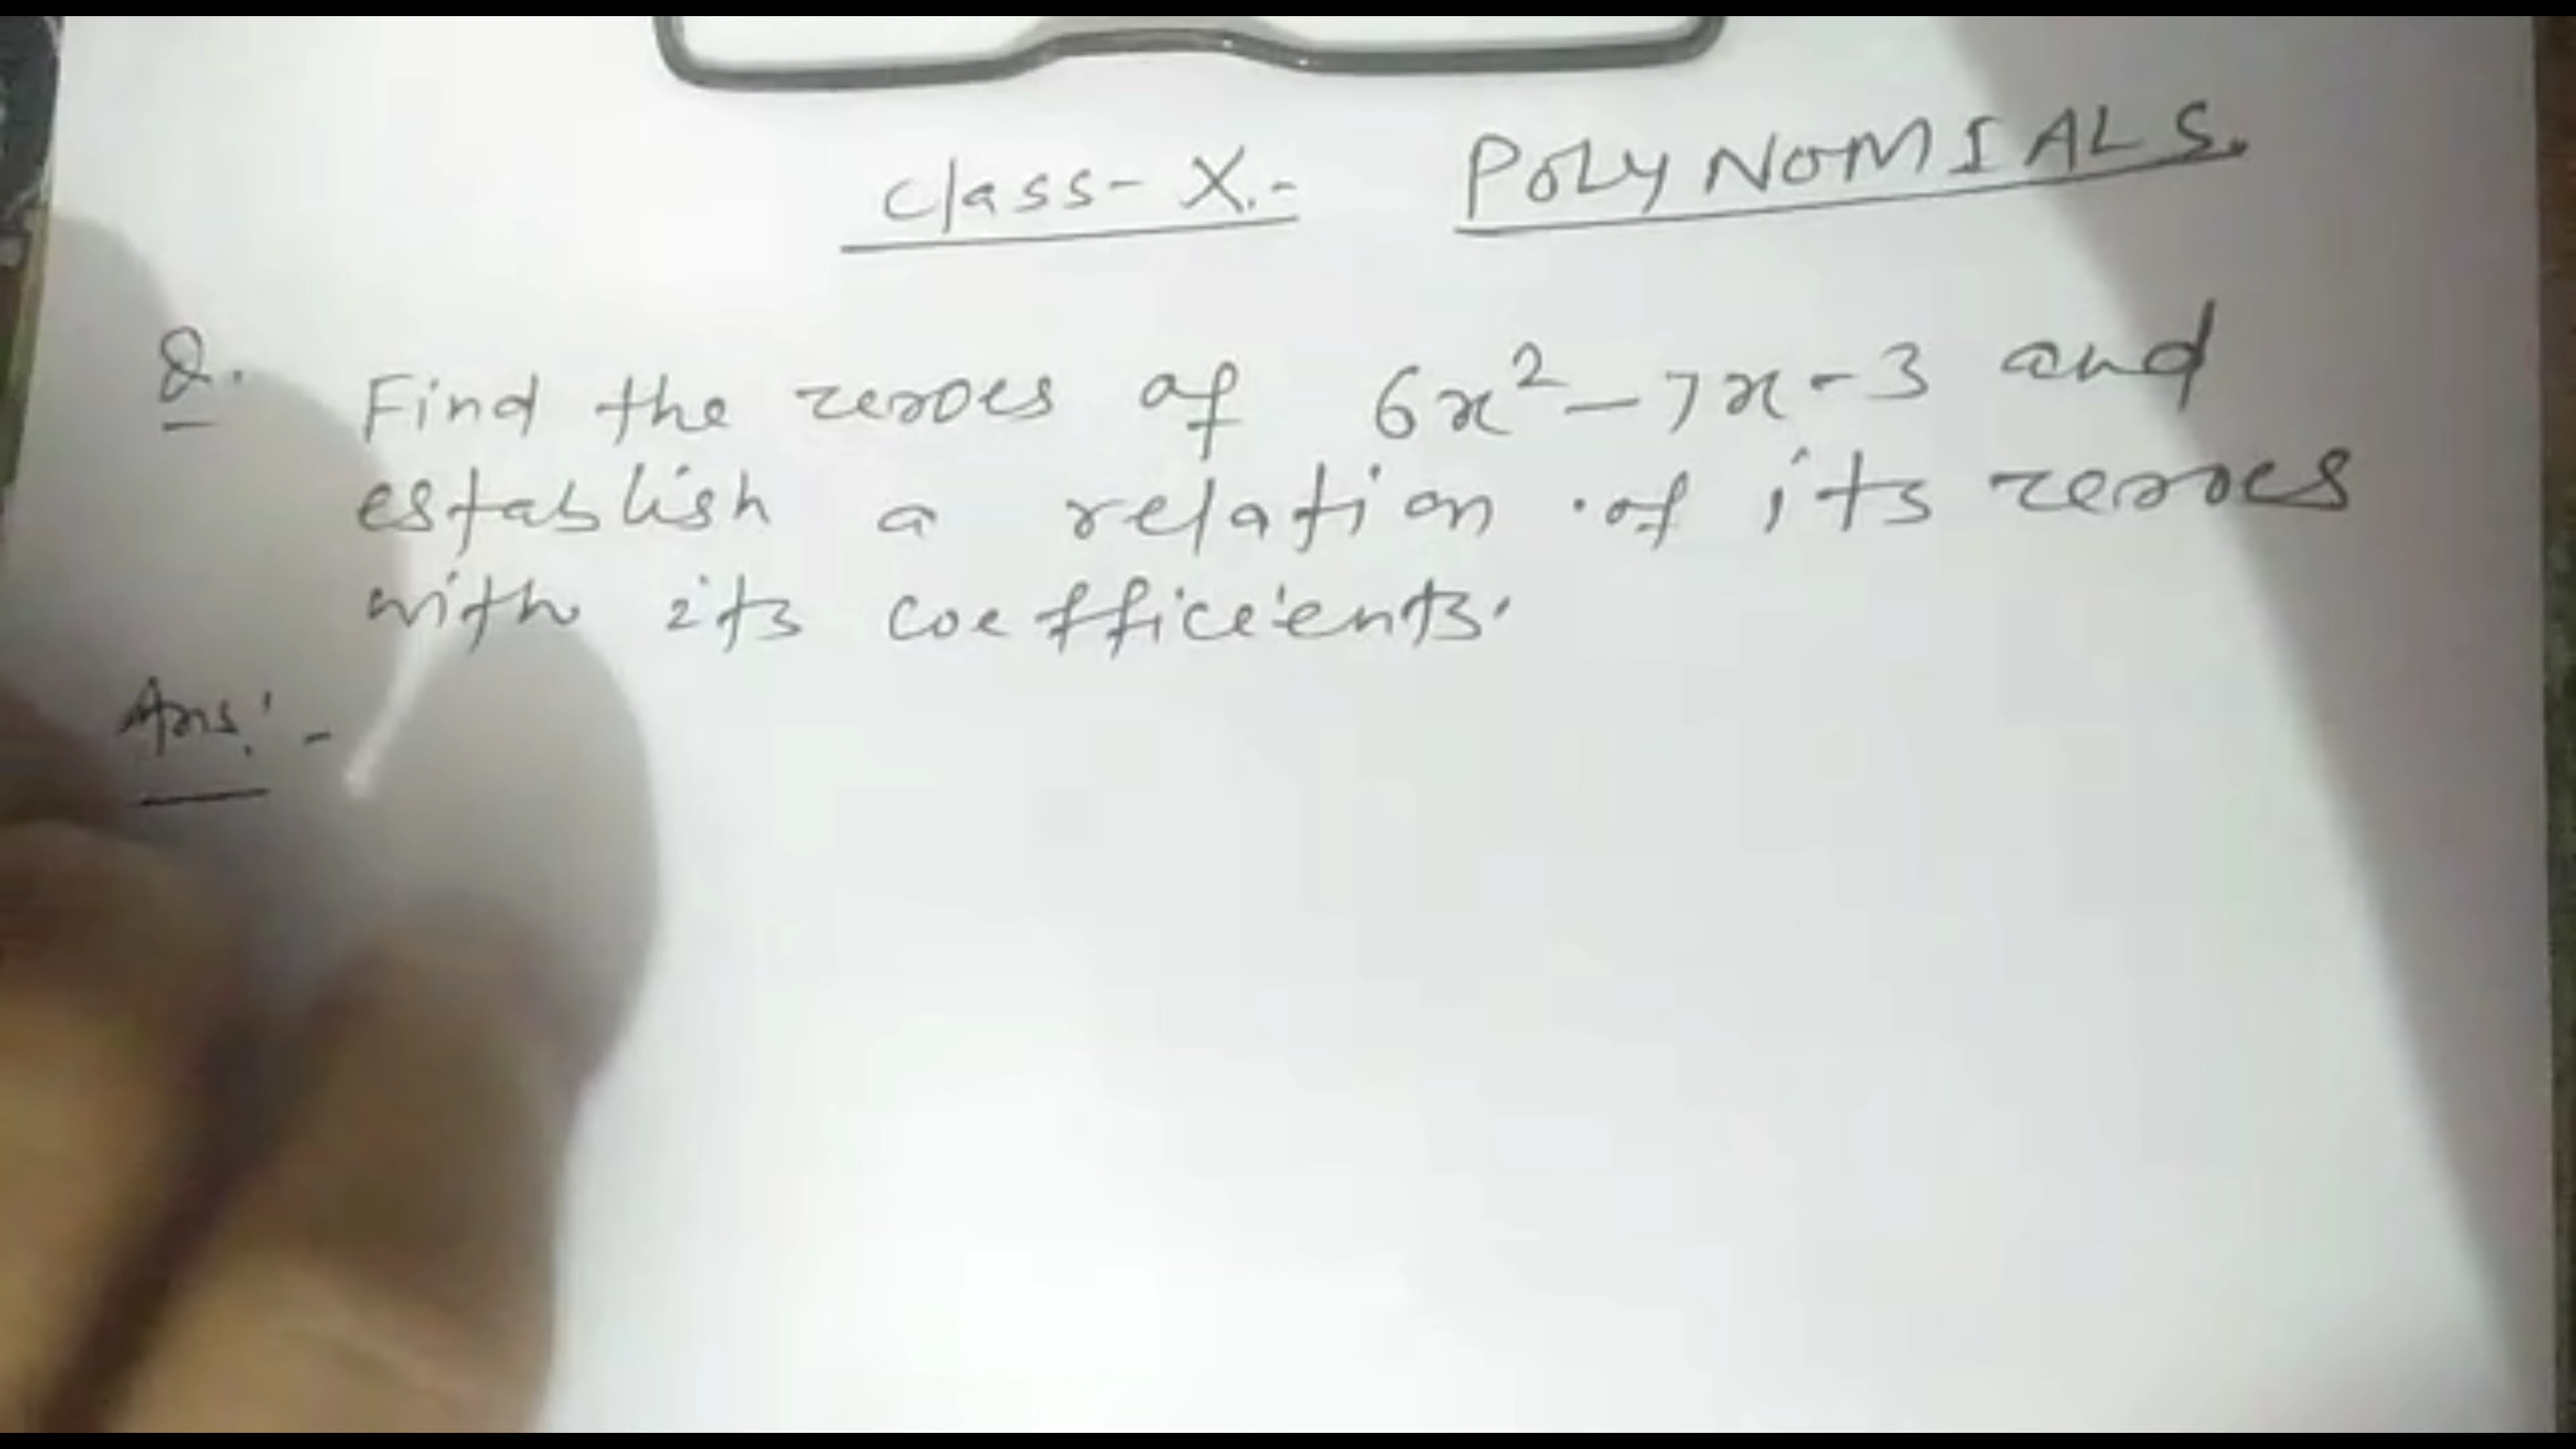 Class-X.- POLYNOMIALS.
Q. Find the zeroes of 6x²-7x-3 and
establish a relation of its zeroes
with its coefficients.
Ans:-